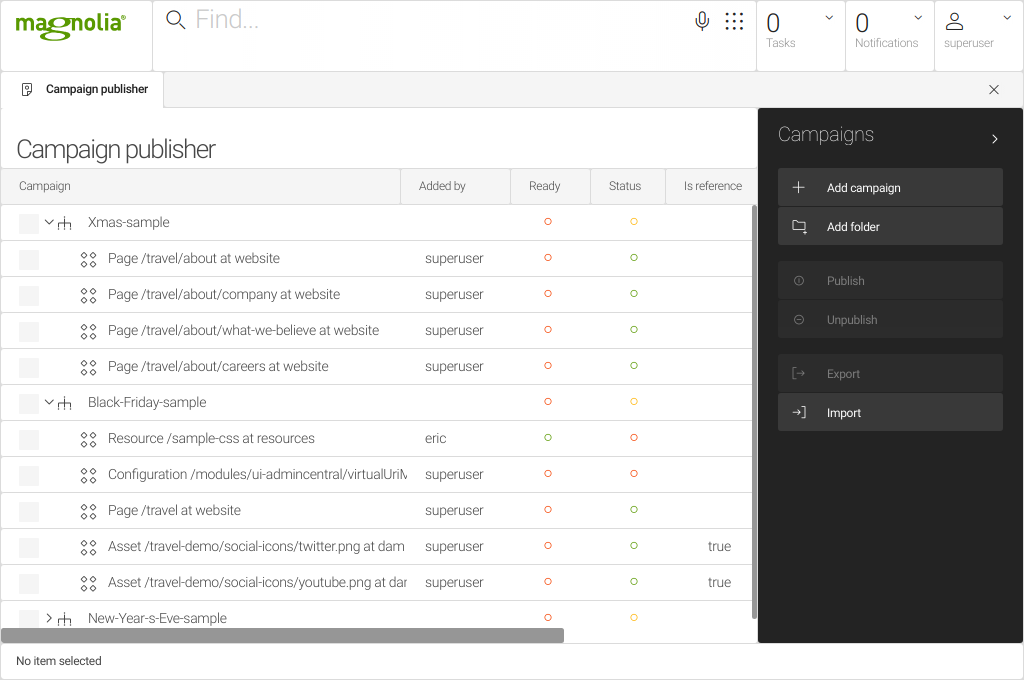 magnolia®
Find...
0
Tasks
0
Notifications
superuser
Campaign publisher
Campaign publisher
Campaign Added by Ready Status Is reference
Xmas-sample
Page /travel/about at website superuser
Page /travel/about/company at website superuser
Page /travel/about/what-we-believe at website superuser
Page /travel/about/careers at website superuser
Black-Friday-sample
Resource /sample-css at resources eric
Configuration /modules/ui-admincentral/virtualUriM superuser
Page /travel at website superuser
Asset /travel-demo/social-icons/twitter.png at dam superuser true
Asset /travel-demo/social-icons/youtube.png at dar superuser true
New-Year-s-Eve-sample
No item selected
Campaigns
Add campaign
Add folder
Publish
Unpublish
Export
Import